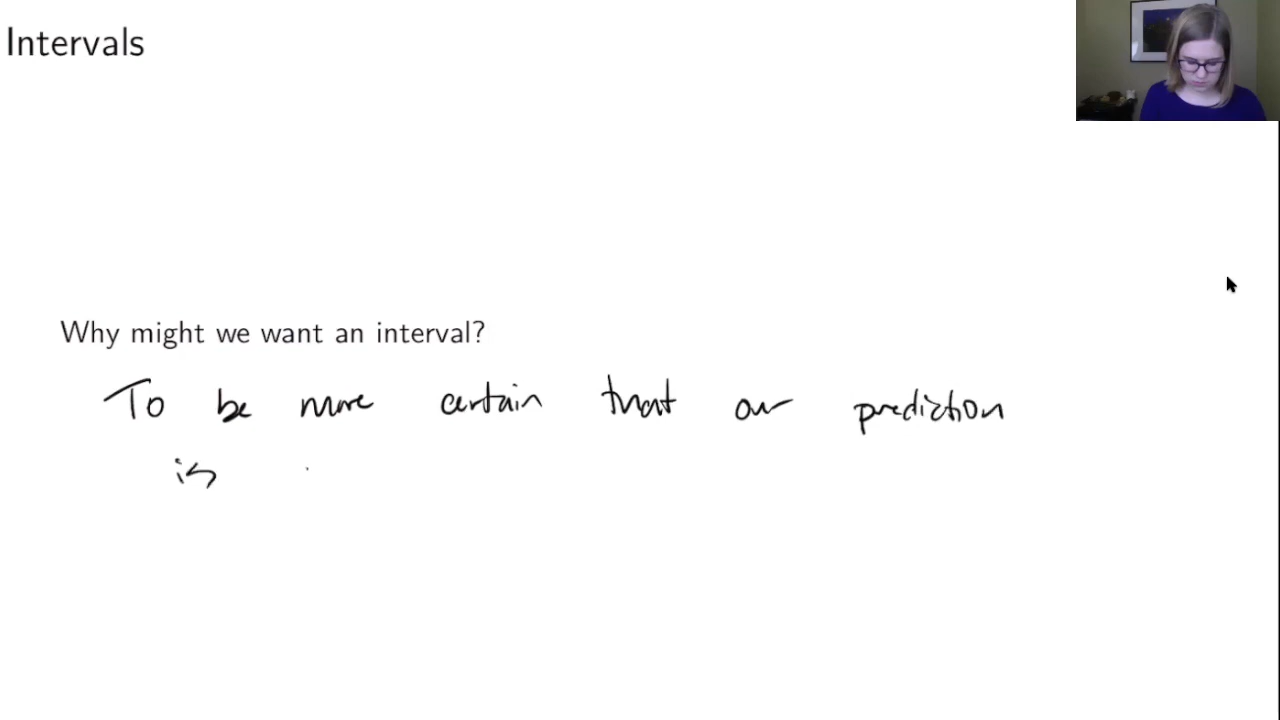 Intervals
Why might we want an interval?
To be more certain that our prediction
is